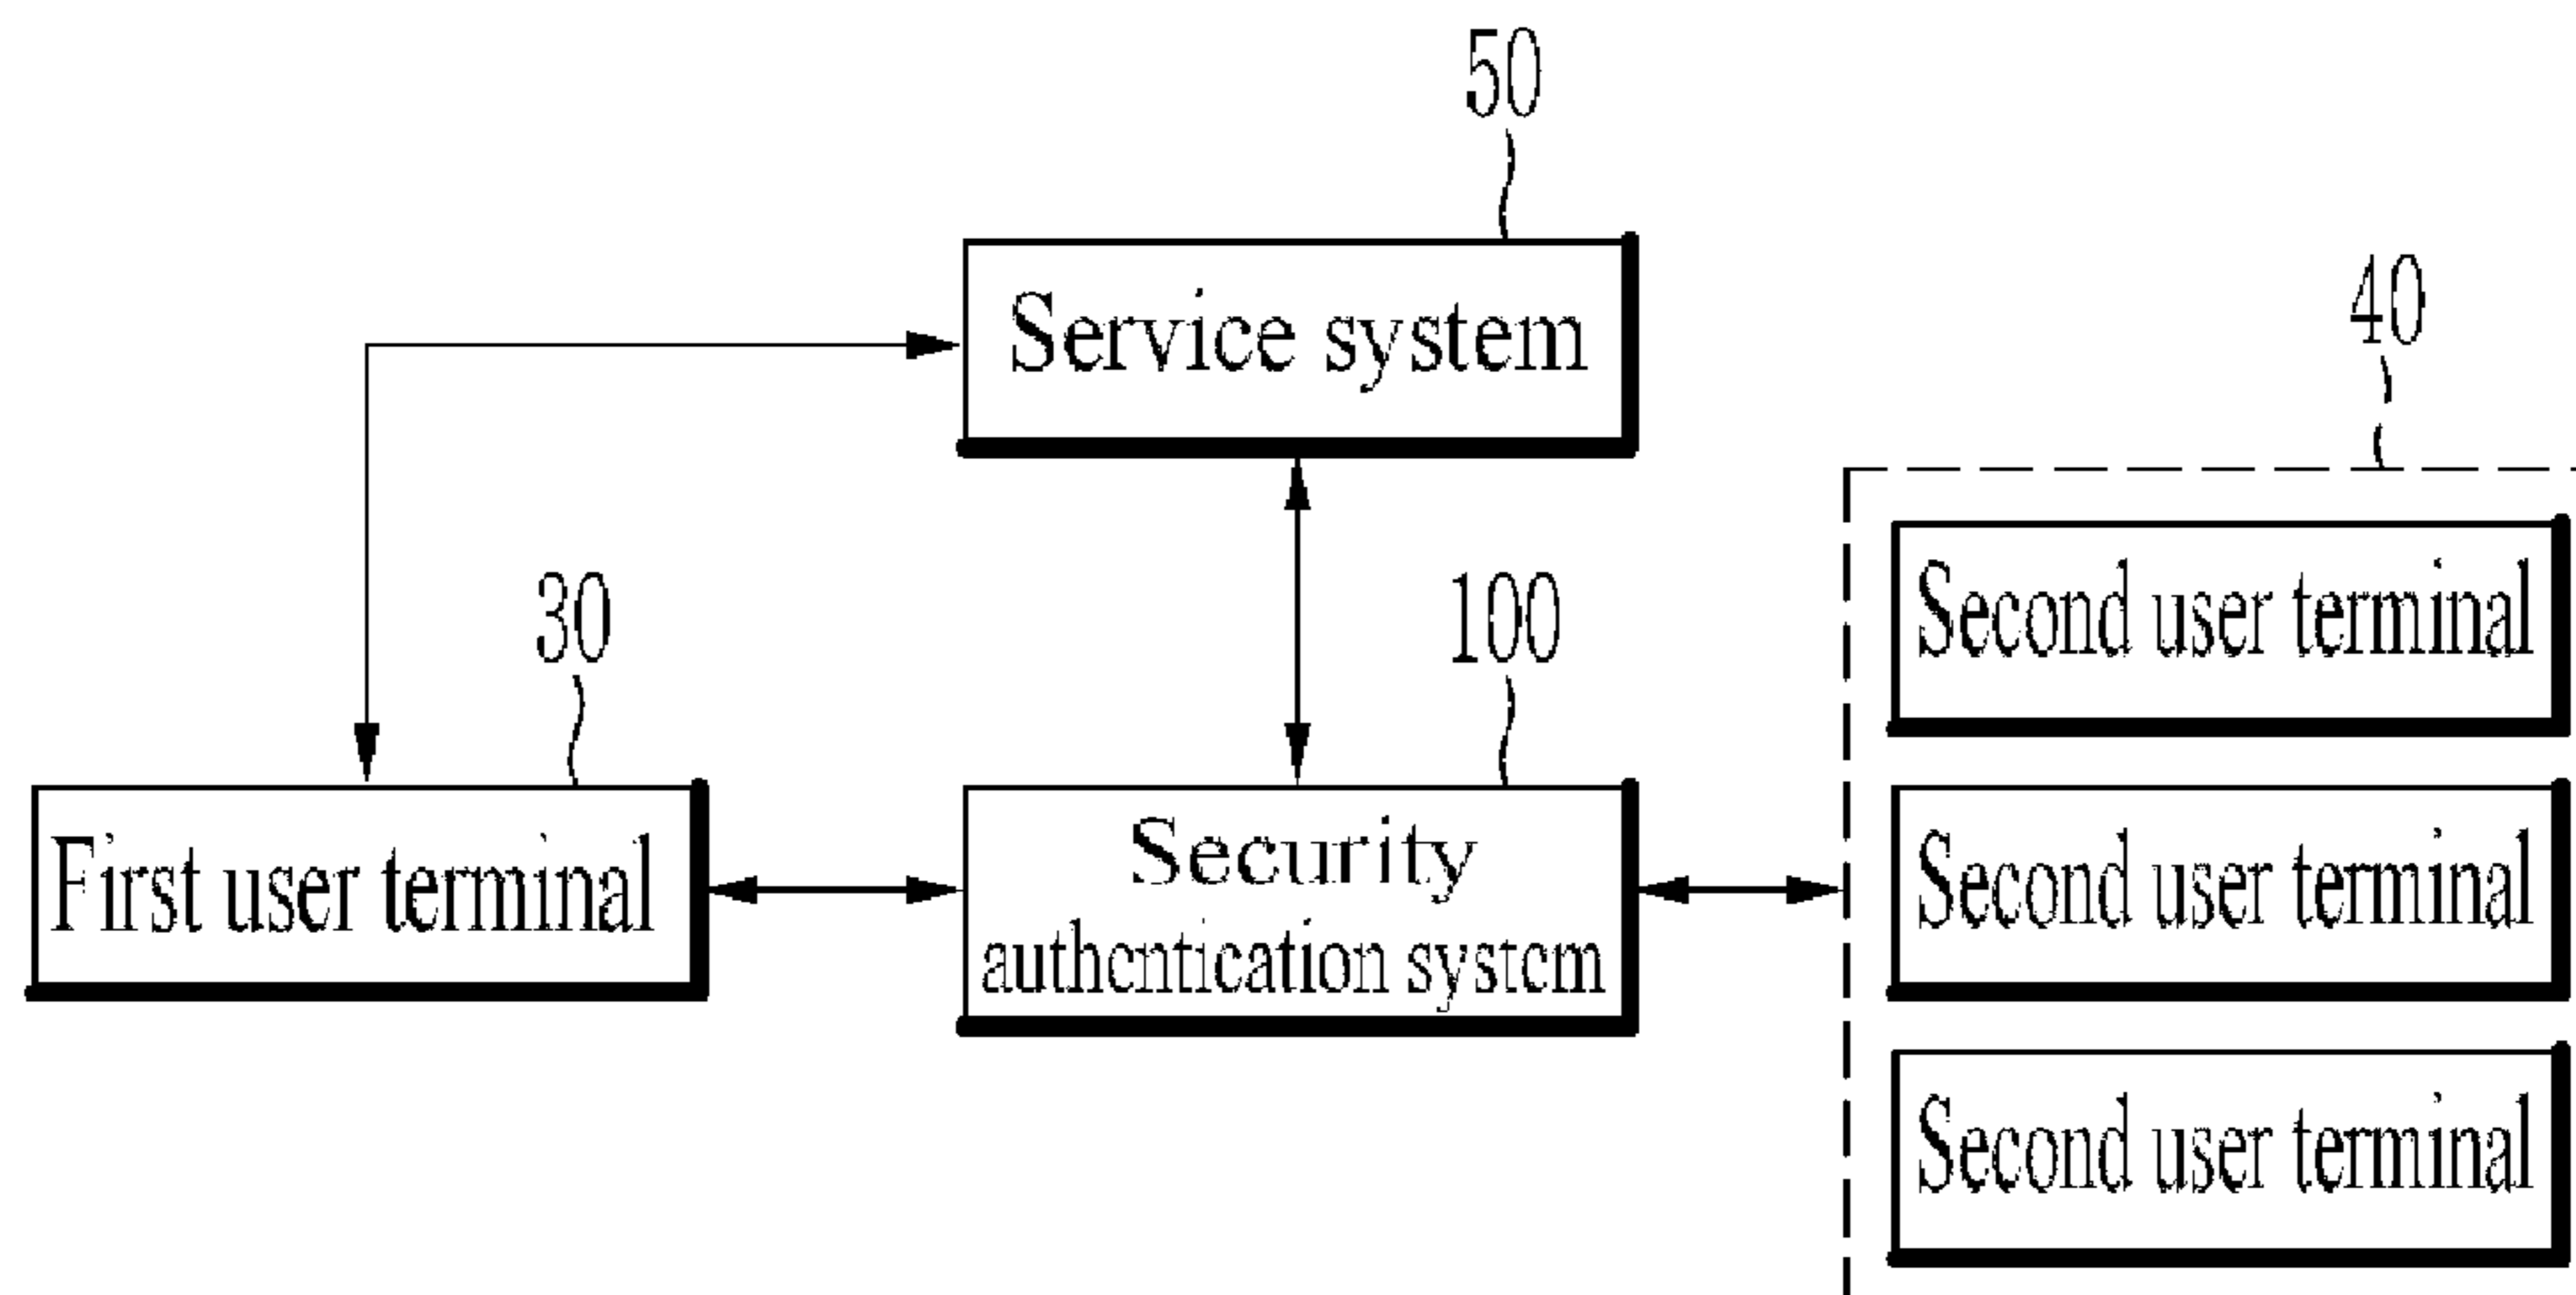 50
Service system
40
Second user terminal
30
100
First user terminal
Security
authentication system
Second user terminal
Second user terminal